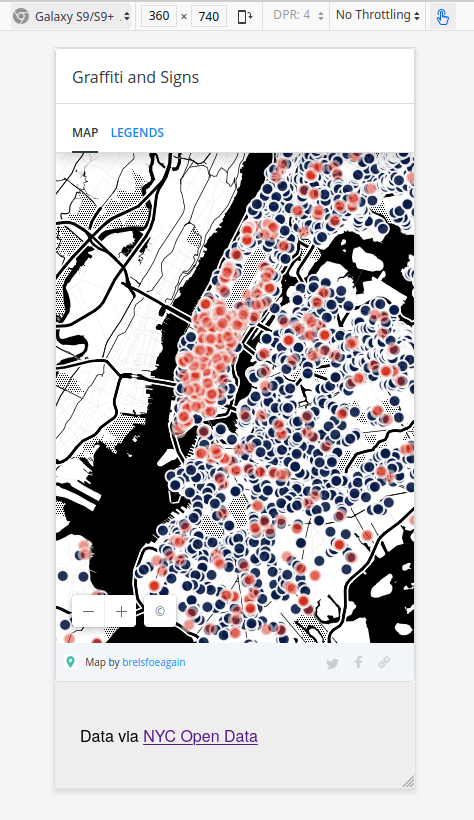 Galaxy S9/S9+ .
360 × 740
DPR: 4
No Throttling
Graffiti and Signs
MAP LEGENDS
− + ©
Map by brelsfoeagain
Data via NYC Open Data